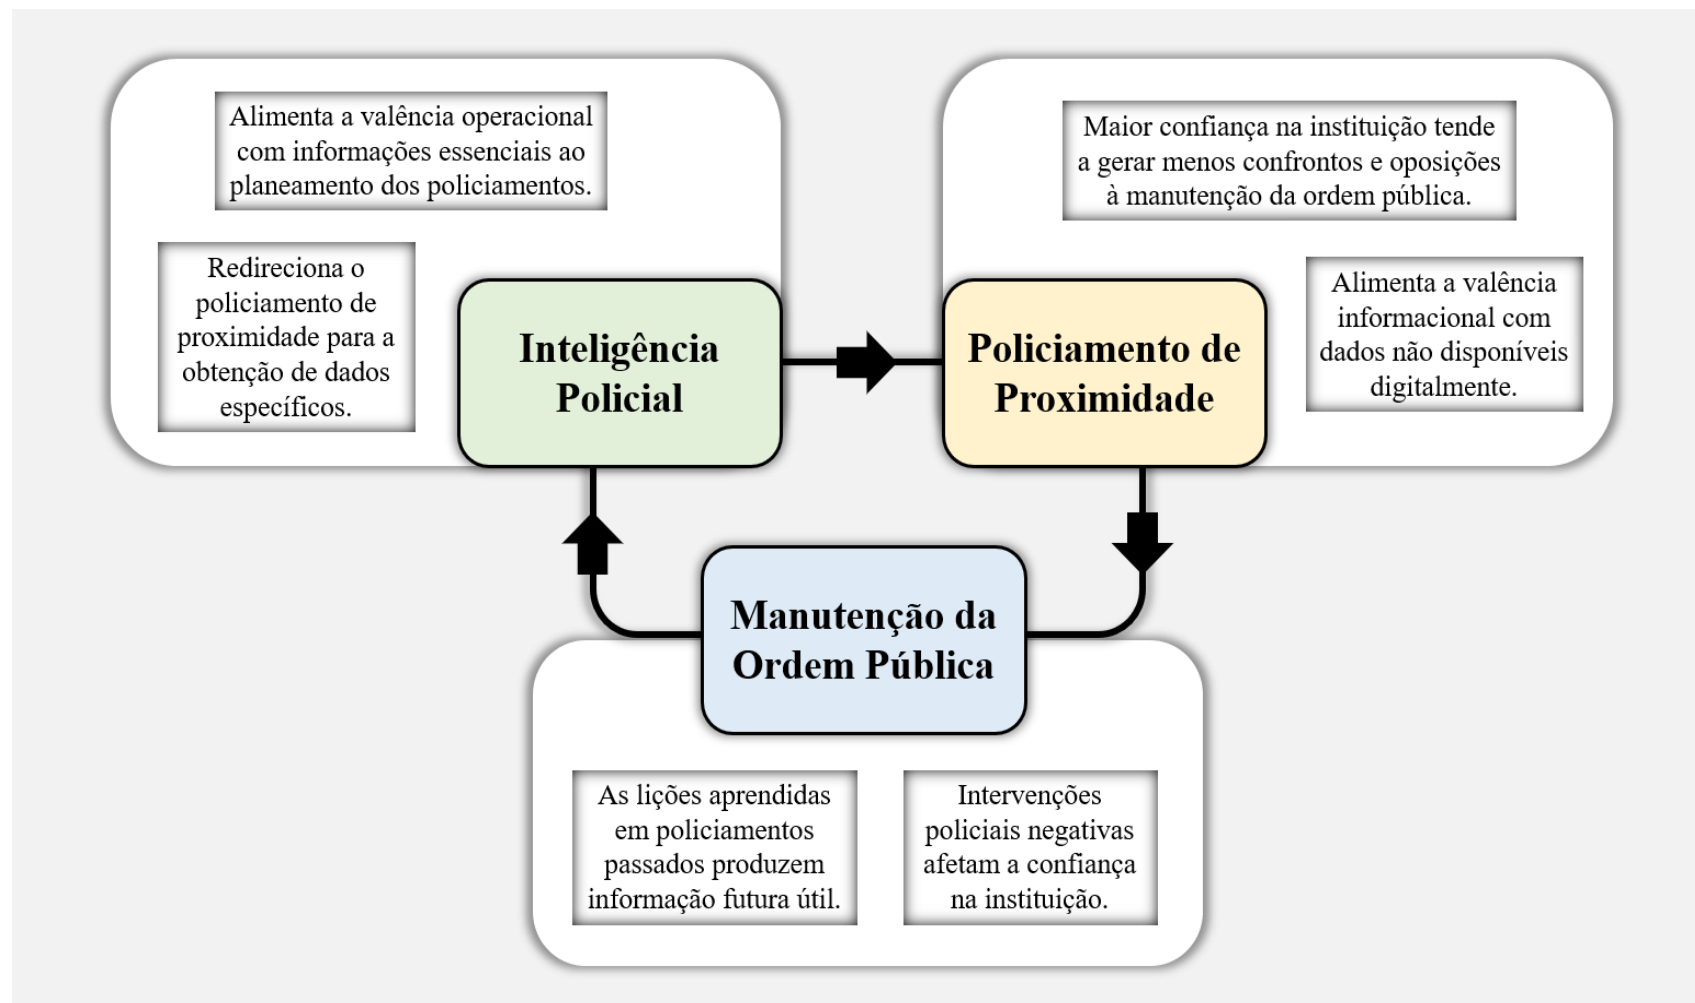 Alimenta a valência operacional
com informações essenciais ao
planeamento dos policiamentos.
Redireciona o
policiamento de
proximidade para a
obtenção de dados
específicos.
Inteligência
Policial
Maior confiança na instituição tende
a gerar menos confrontos e oposições
à manutenção da ordem pública.
Alimenta a valência
informacional com
dados não disponíveis
digitalmente.
Policiamento de
Proximidade
Manutenção da
Ordem Pública
As lições aprendidas
em policiamentos
passados produzem
informação futura útil.
Intervenções
policiais negativas
afetam a confiança
na instituição.